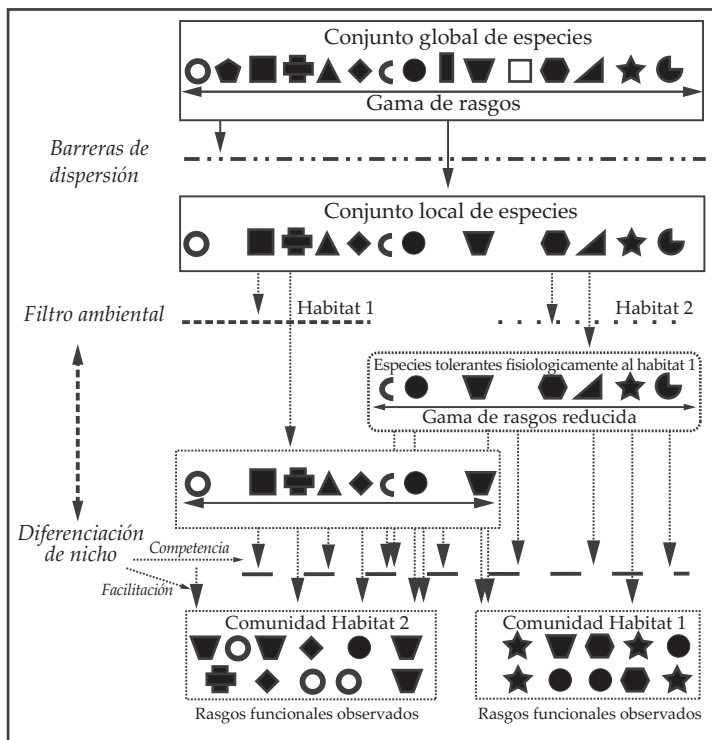 Conjunto global de especies
Gama de rasgos
Barreras de
dispersión
Conjunto local de especies
Filtro ambiental
Habitat 1
Habitat 2
Especies tolerantes fisiologicamente al habitat 1
Gama de rasgos reducida
Diferenciación
de nicho
Competencia
Facilitación
Comunidad Habitat 2
Comunidad Habitat 1
Rasgos funcionales observados
Rasgos funcionales observados